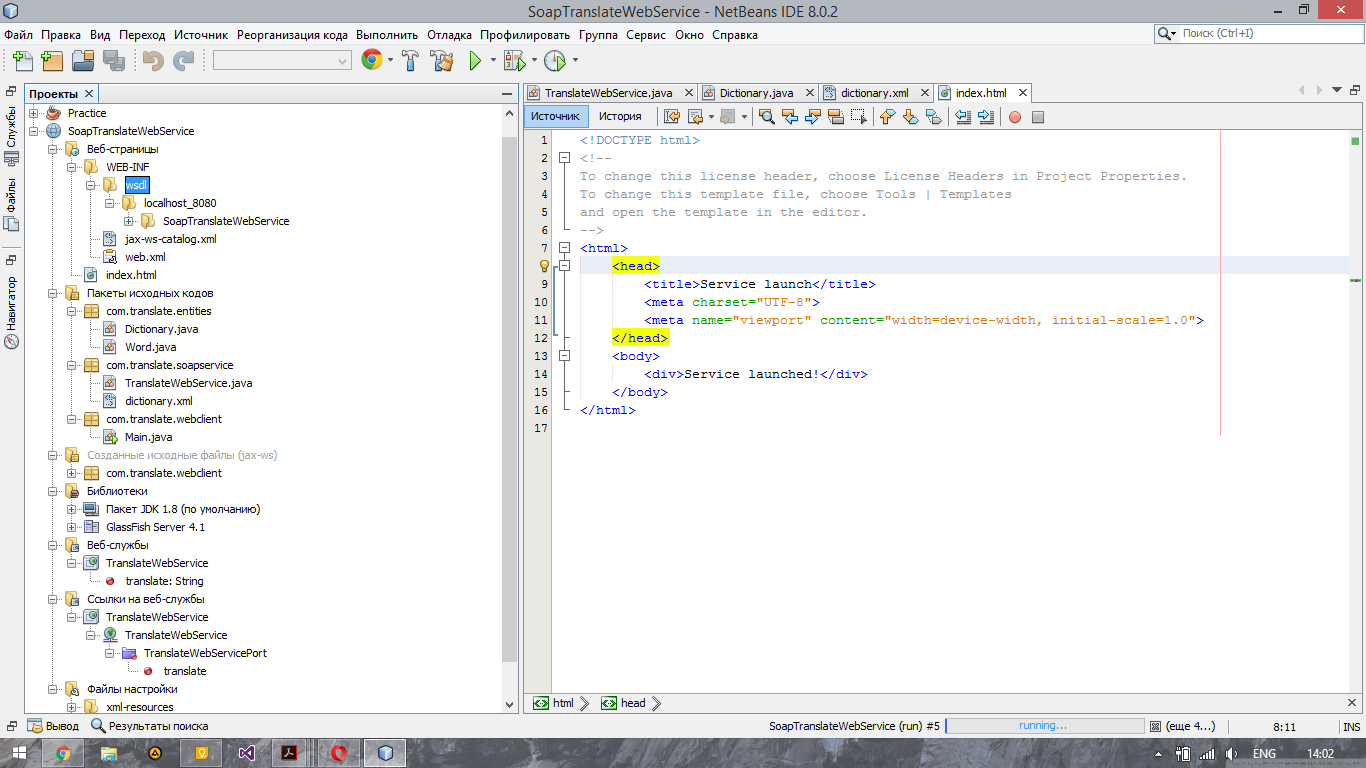 SoapTranslateWebService - NetBeans IDE 8.0.2
Файл Правка Вид Переход Источник Реорганизация кода Выполнить Отладка Профилировать Группа Сервис Окно Справка
Поиск (Ctrl+I)
Службы
Файлы
Навигатор
Проекты
Practice
SoapTranslateWebService
Веб-страницы
WEB-INF
wsdl
localhost_8080
SoapTranslateWebService
jax-ws-catalog.xml
web.xml
index.html
Пакеты исходных кодов
com.translate.entities
Dictionary.java
Word.java
com.translate.soapservice
TranslateWebService.java
dictionary.xml
com.translate.webclient
Main.java
Созданные исходные файлы (jax-ws)
com.translate.webclient
Библиотеки
Пакет JDK 1.8 (по умолчанию)
GlassFish Server 4.1
Веб-службы
TranslateWebService
translate: String
Ссылки на веб-службы
TranslateWebService
TranslateWebService
TranslateWebServicePort
translate
Файлы настройки
xml-resources
TranslateWebService.java Dictionary.java dictionary.xml index.html
Источник История
1 <!DOCTYPE html>
2 <!--
3 To change this license header, choose License Headers in Project Properties.
4 To change this template file, choose Tools | Templates
5 and open the template in the editor.
6 -->
7 <html>
<head>
9 <title>Service launch</title>
10 <meta charset="UTF-8">
11 <meta name="viewport" content="width=device-width, initial-scale=1.0">
12 </head>
13 <body>
14 <div>Service launched!</div>
15 </body>
16 </html>
17
html head
Вывод Результаты поиска
SoapTranslateWebService (run) #5 running... (еще 4...) 8:11 INS
ENG 14:02